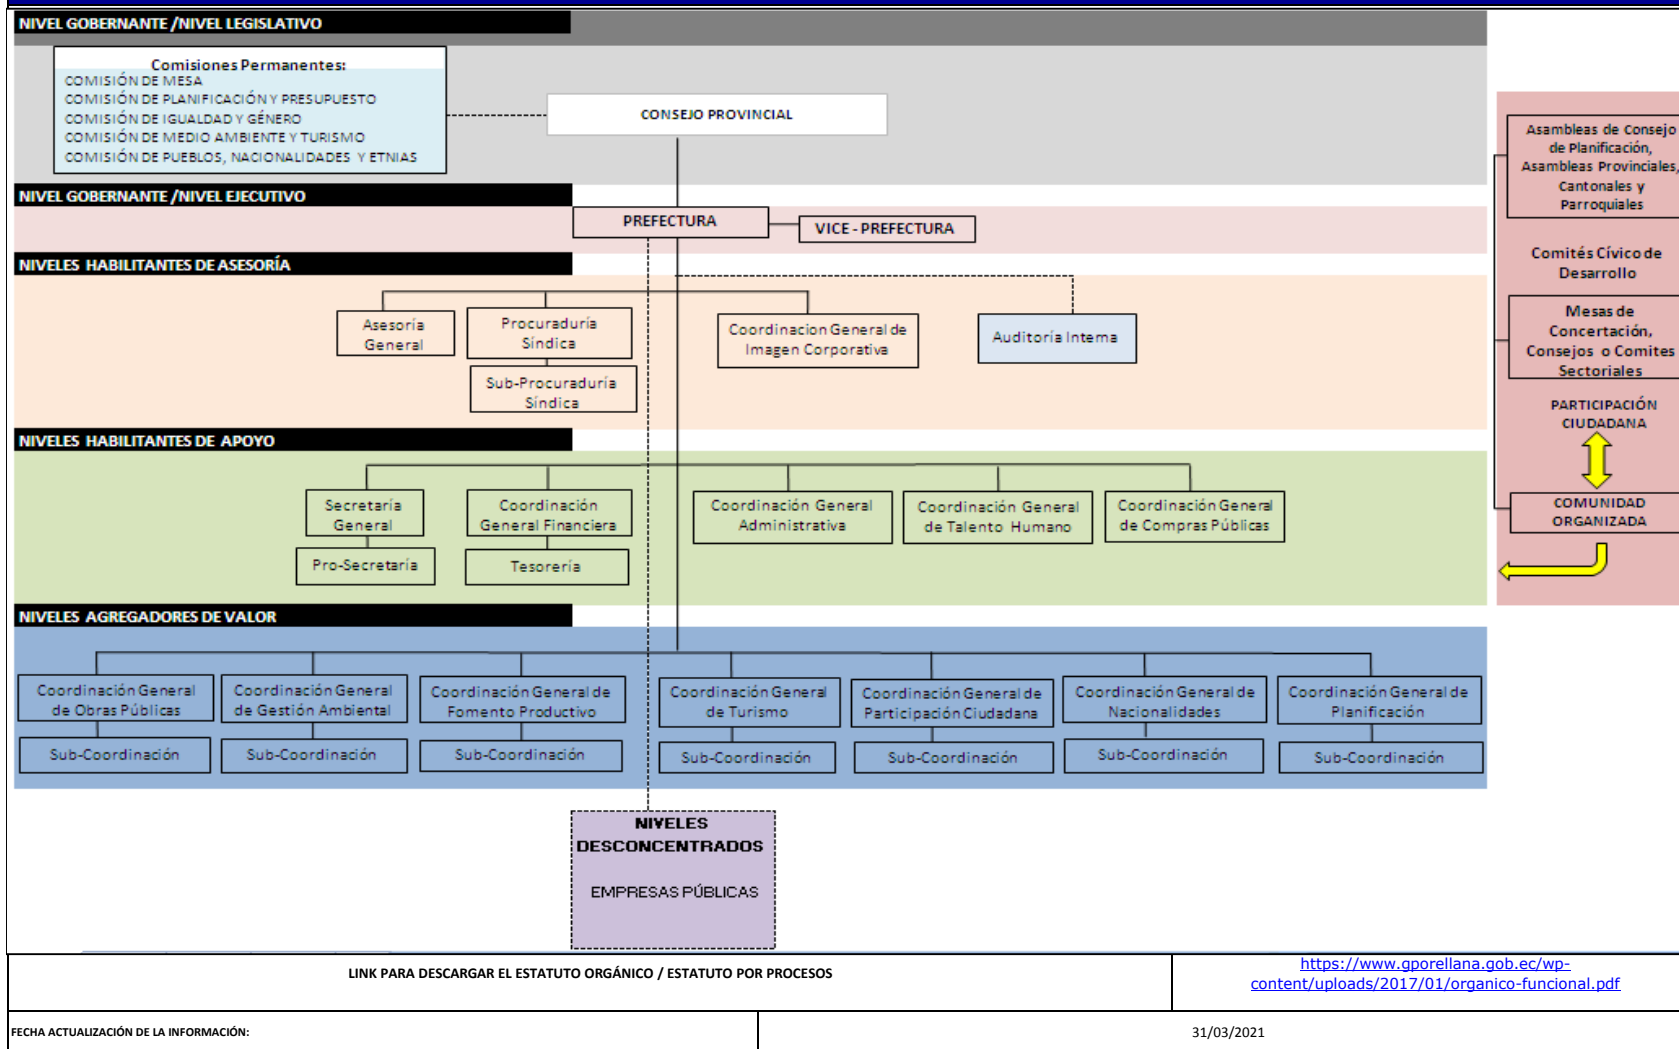 NIVEL GOBERNANTE /NIVEL LEGISLATIVO
Comisiones Permanentes:
COMISIÓN DE MESA
COMISIÓN DE PLANIFICACIÓN Y PRESUPUESTO
COMISIÓN DE IGUALDAD Y GÉNERO
COMISIÓN DE MEDIO AMBIENTE Y TURISMO
COMISIÓN DE PUEBLOS, NACIONALIDADES Y ETNIAS
CONSEJO PROVINCIAL
NIVEL GOBERNANTE /NIVEL EJECUTIVO
PREFECTURA
VICE - PREFECTURA
NIVELES HABILITANTES DE ASESORÍA
Asesoría
General
Procuraduría
Síndica
Sub-Procuraduría
Síndica
Coordinacion General de
Imagen Corporativa
Auditoría Interna
NIVELES HABILITANTES DE APOYO
Secretaría
General
Pro-Secretaría
Coordinación
General Financiera
Tesorería
Coordinación General
Administrativa
Coordinación General
de Talento Humano
Coordinación General
de Compras Públicas
NIVELES AGREGADORES DE VALOR
Coordinación General
de Obras Públicas
Sub-Coordinación
Coordinación General
de Gestión Ambiental
Sub-Coordinación
Coordinación General de
Fomento Productivo
Sub-Coordinación
Coordinación General
de Turismo
Sub-Coordinación
Coordinación General de
Participación Ciudadana
Sub-Coordinación
Coordinación General de
Nacionalidades
Sub-Coordinación
Coordinación General de
Planificación
Sub-Coordinación
NIVELES
DESCONCENTRADOS
EMPRESAS PÚBLICAS
Asambleas de Consejo
de Planificación,
Asambleas Provinciales,
Cantonales y
Parroquiales
Comités Cívico de
Desarrollo
Mesas de
Concertación,
Consejos o Comites
Sectoriales
PARTICIPACIÓN
CIUDADANA
COMUNIDAD
ORGANIZADA
LINK PARA DESCARGAR EL ESTATUTO ORGÁNICO / ESTATUTO POR PROCESOS
https://www.gporellana.gob.ec/wp-
content/uploads/2017/01/organico-funcional.pdf
FECHA ACTUALIZACIÓN DE LA INFORMACIÓN:
31/03/2021